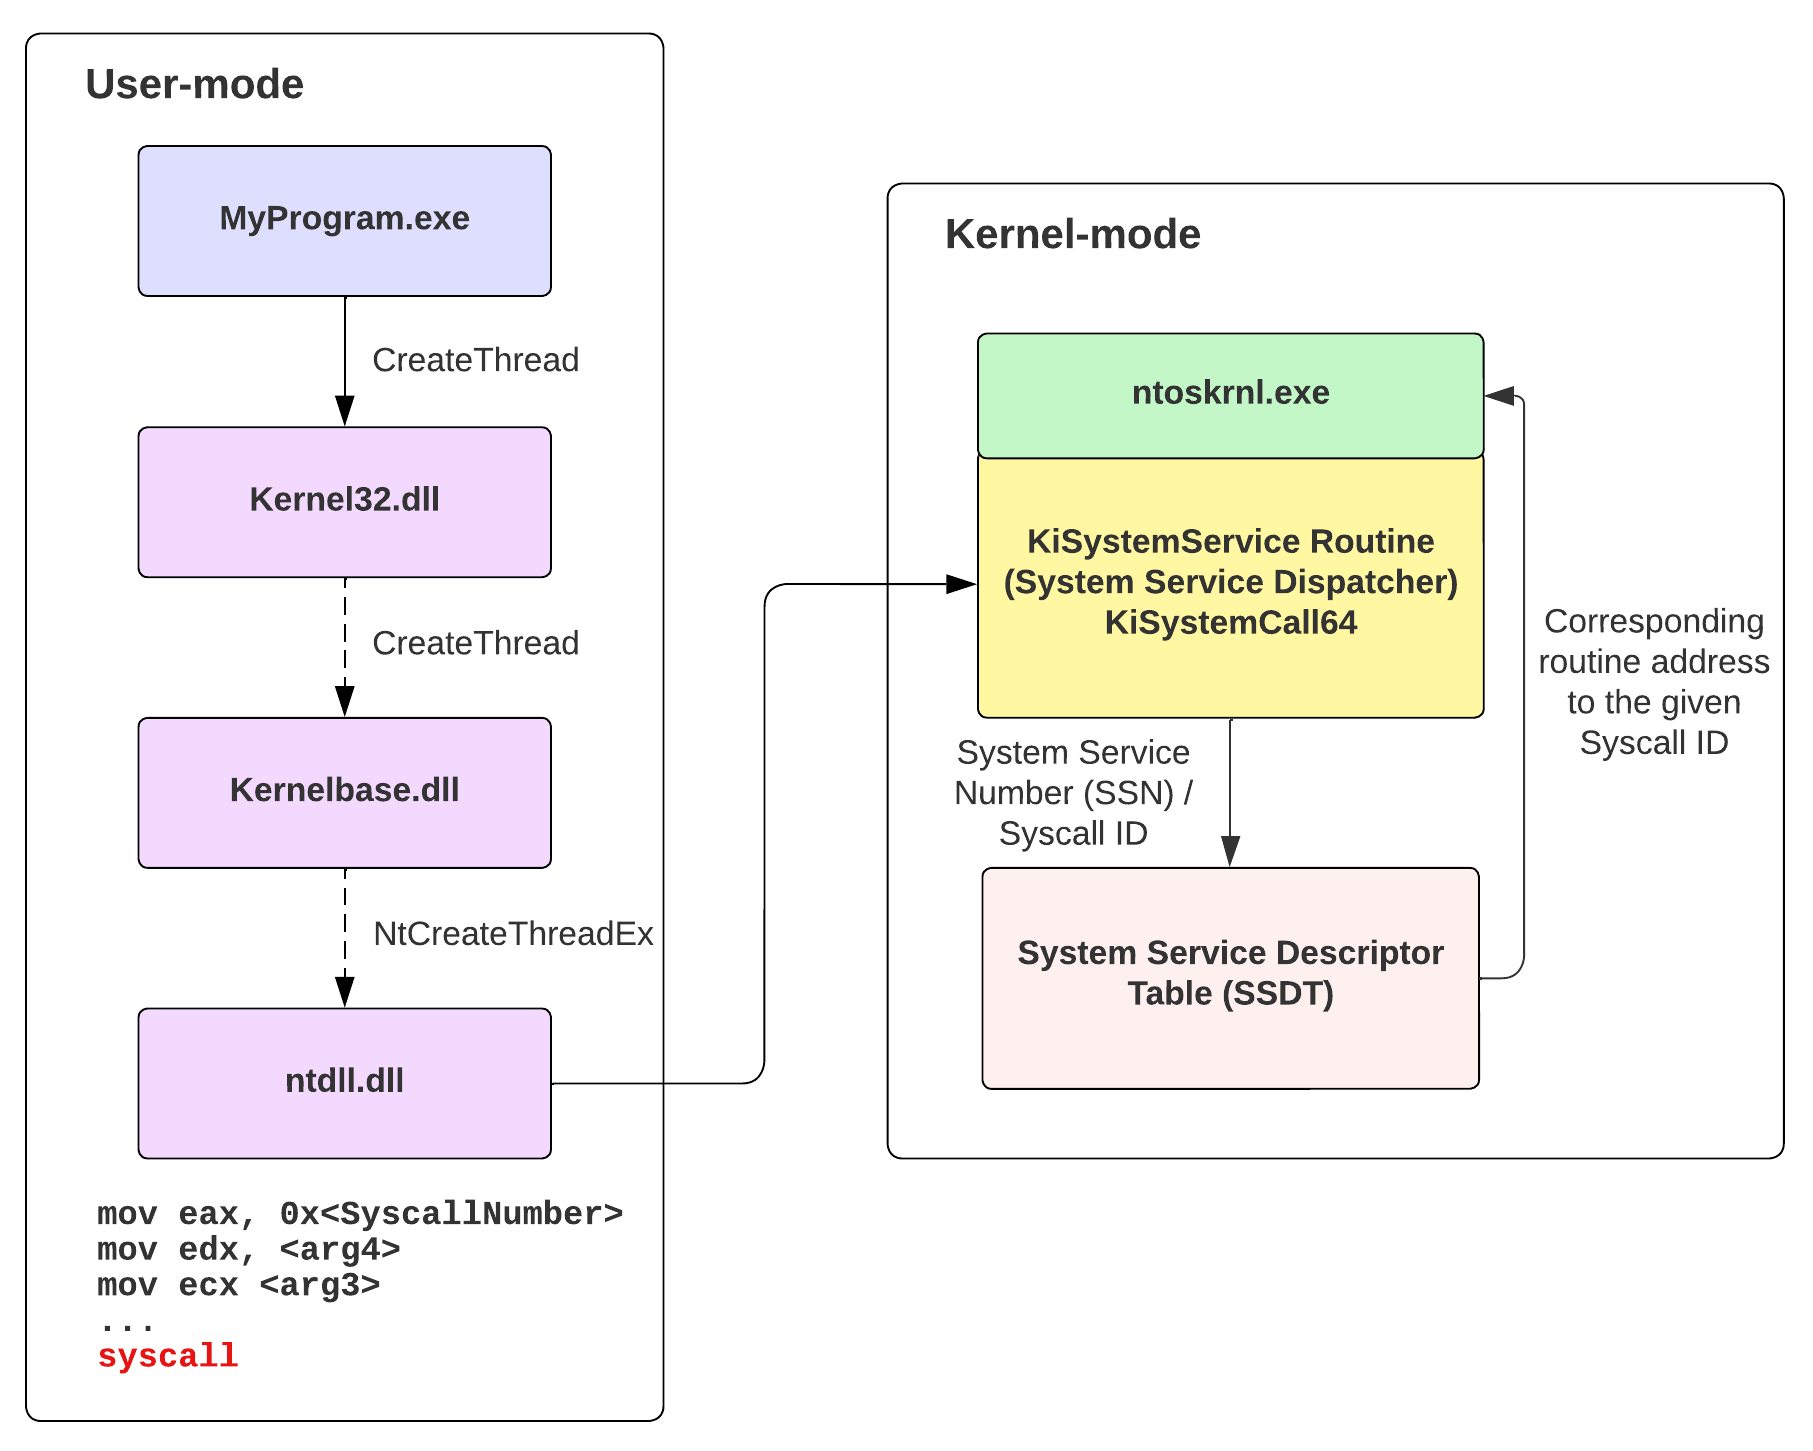 User-mode
MyProgram.exe
CreateThread
Kernel32.dll
CreateThread
Kernelbase.dll
NtCreateThreadEx
ntdll.dll
mov eax, 0x<SyscallNumber>
mov edx, <arg4>
mov ecx <arg3>
...
syscall
Kernel-mode
ntoskrnl.exe
KiSystemService Routine
(System Service Dispatcher)
KiSystemCall64
System Service
Number (SSN) /
Syscall ID
System Service Descriptor
Table (SSDT)
Corresponding
routine address
to the given
Syscall ID